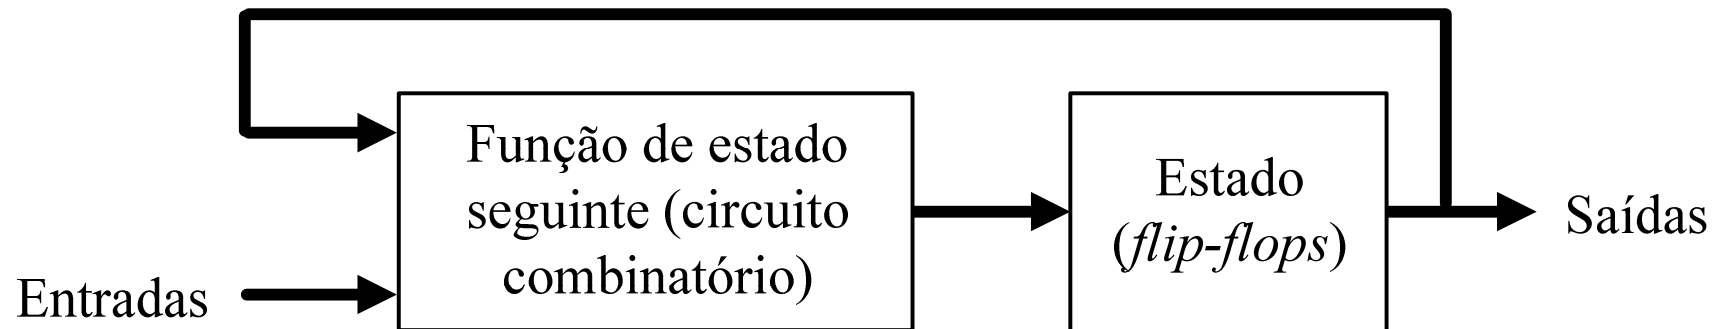 Função de estado
seguinte (circuito
combinatório)
Estado
(flip-flops)
Saídas
Entradas